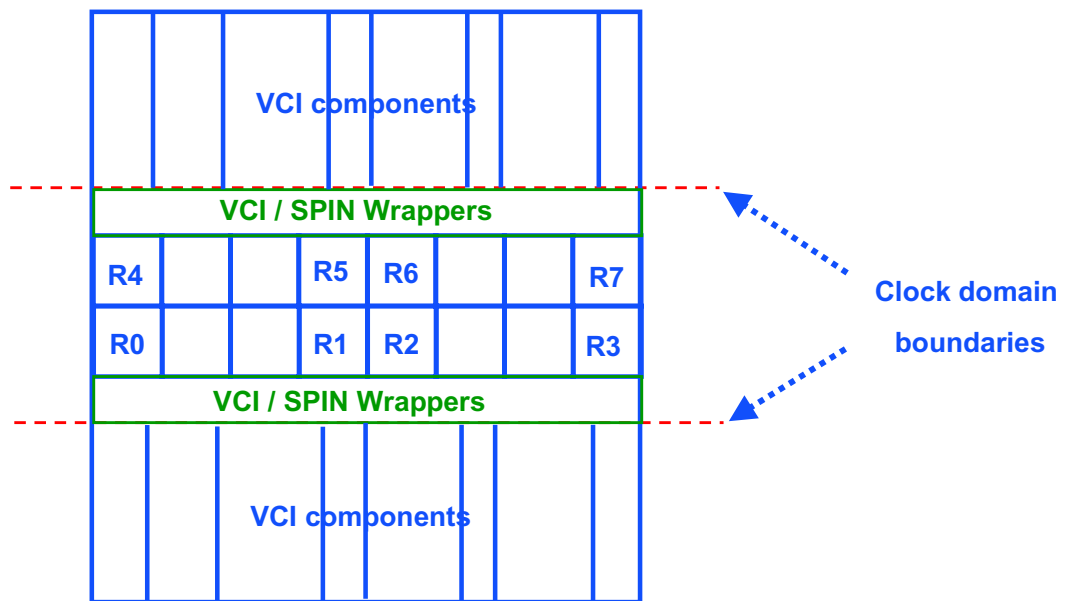 VCI components
VCI / SPIN Wrappers
R4 R5 R6 R7
R0 R1 R2 R3
VCI / SPIN Wrappers
VCI components
Clock domain
boundaries